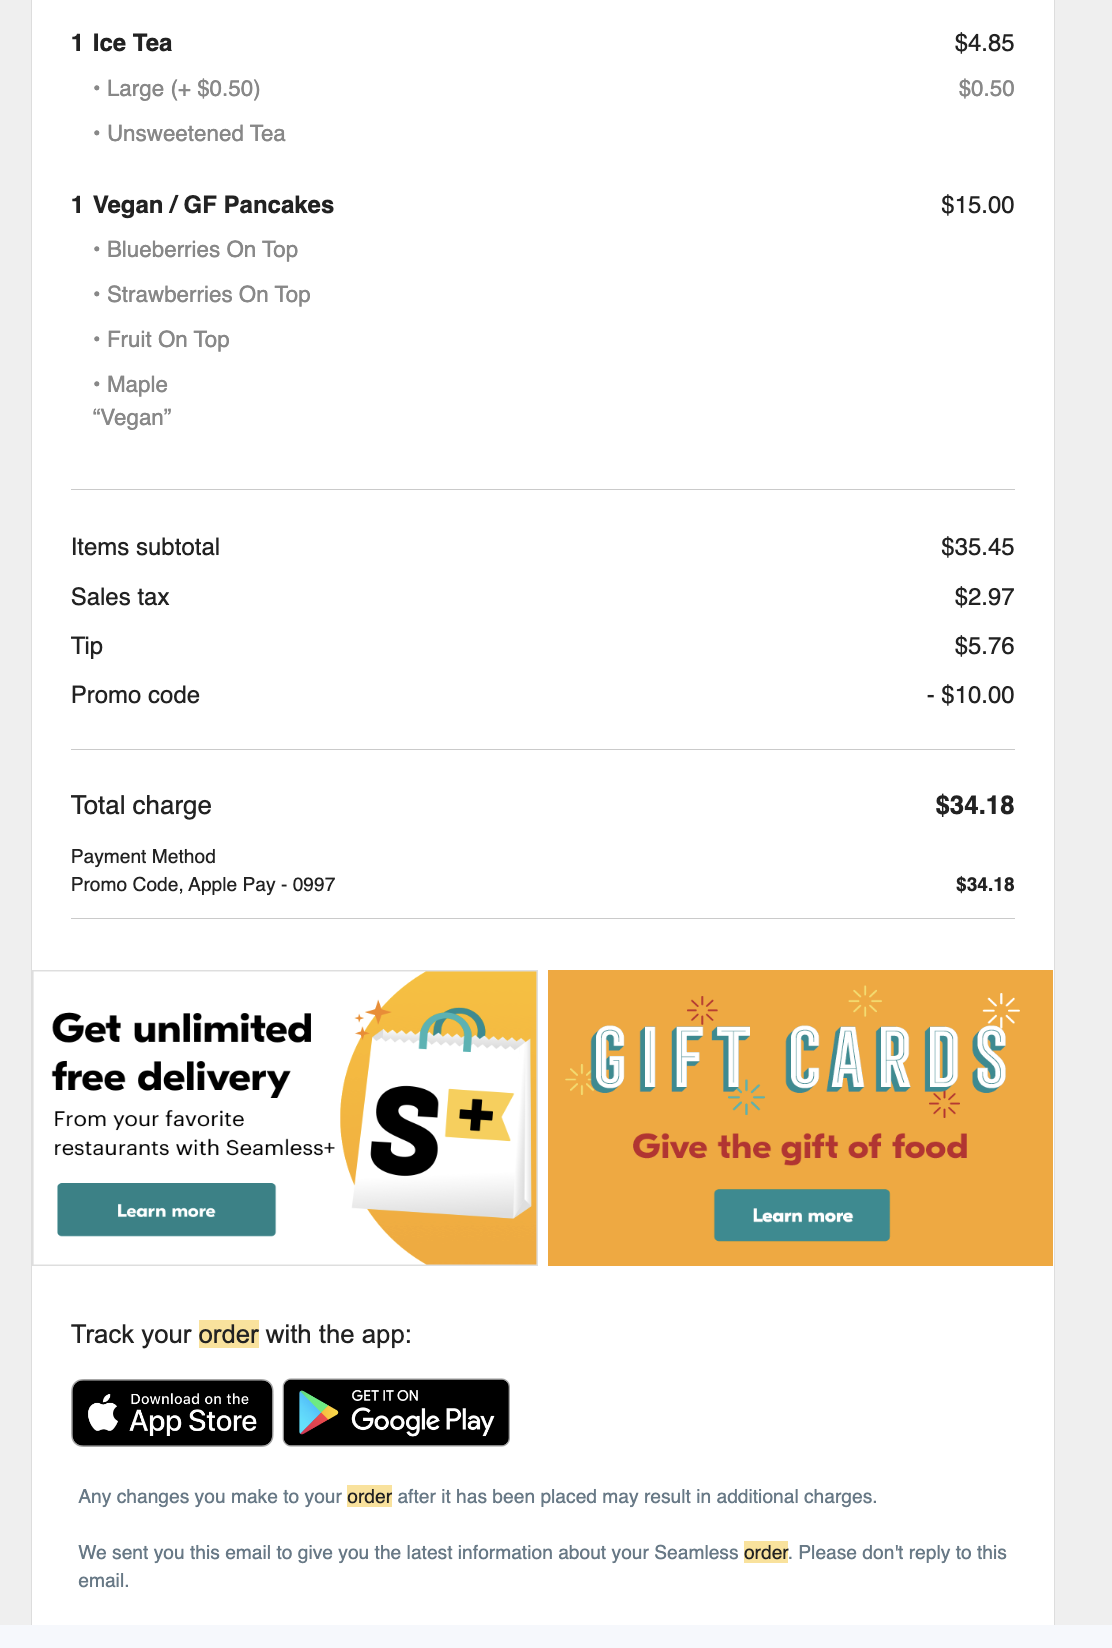 1 Ice Tea $4.85
• Large (+ $0.50) $0.50
• Unsweetened Tea
1 Vegan / GF Pancakes $15.00
• Blueberries On Top
• Strawberries On Top
• Fruit On Top
• Maple
“Vegan”
Items subtotal $35.45
Sales tax $2.97
Tip $5.76
Promo code - $10.00
Total charge $34.18
Payment Method
Promo Code, Apple Pay - 0997 $34.18
Get unlimited
free delivery
From your favorite
restaurants with Seamless+
Learn more
S+
GIFT CARDS
Give the gift of food
Learn more
Track your order with the app:
Download on the
App Store
GET IT ON
Google Play
Any changes you make to your order after it has been placed may result in additional charges.
We sent you this email to give you the latest information about your Seamless order. Please don't reply to this
email.